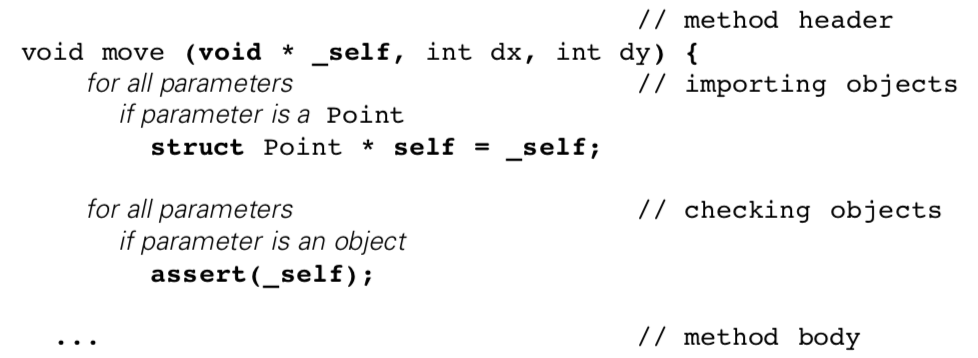 // method header
void move (void * _self, int dx, int dy) {
for all parameters // importing objects
if parameter is a Point
struct Point * self = _self;
for all parameters // checking objects
if parameter is an object
assert(_self);
... // method body